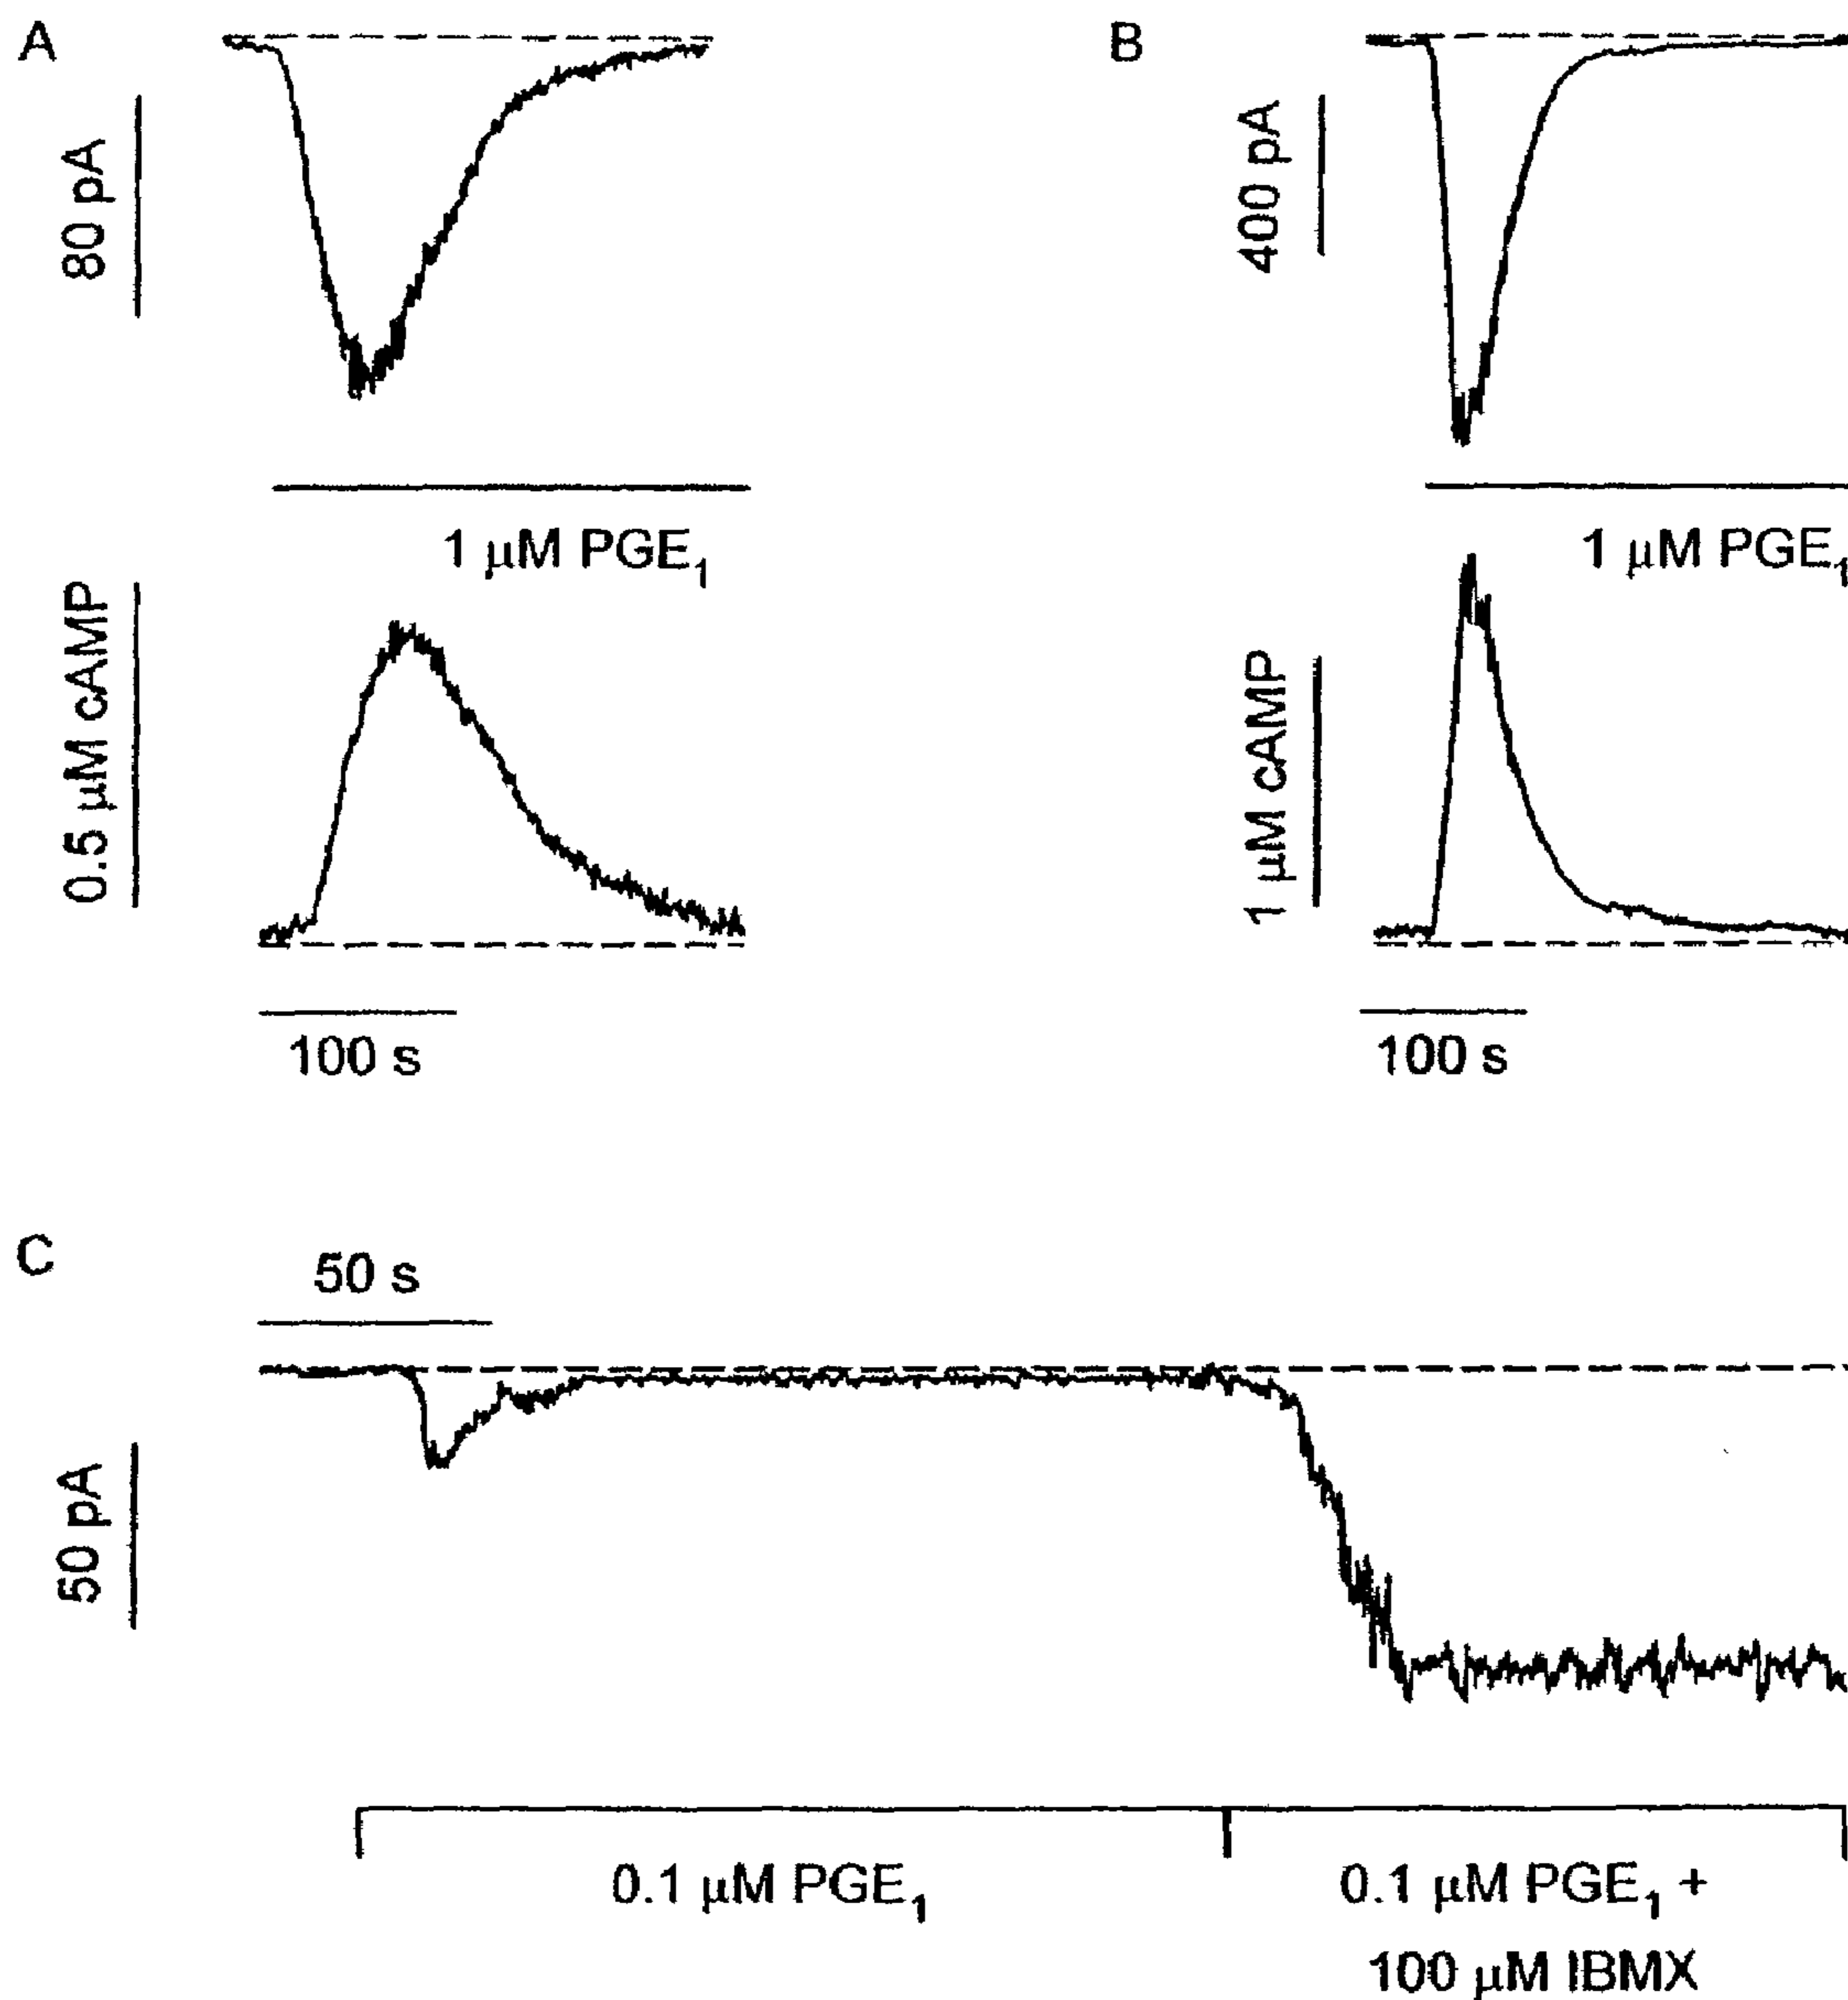 A
80 pA
1 μM PGE₁
0.5 μM cAMP
100 s
B
400 pA
1 μM PGE₁
1 μM cAMP
100 s
C
50 s
50 pA
0.1 μM PGE₁
0.1 μM PGE₁ +
100 μM IBMX